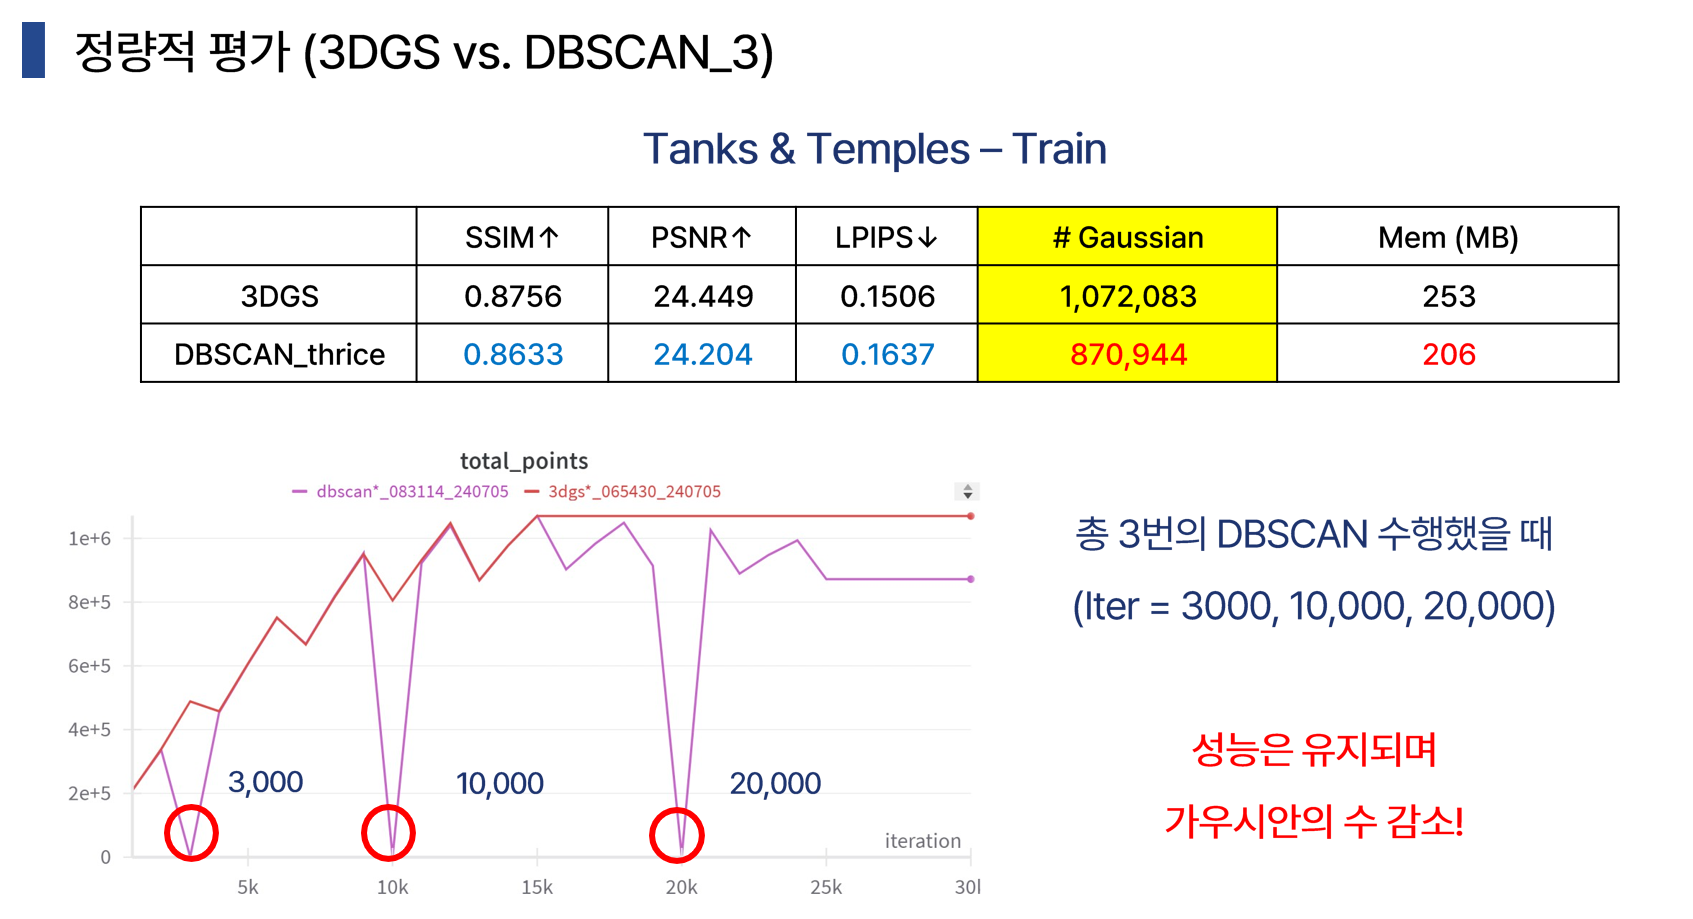 정량적 평가 (3DGS vs. DBSCAN_3)
Tanks & Temples – Train
SSIM↑ PSNR↑ LPIPS↓ # Gaussian Mem (MB)
3DGS 0.8756 24.449 0.1506 1,072,083 253
DBSCAN_thrice 0.8633 24.204 0.1637 870,944 206
total_points
dbscan*_083114_240705 3dgs*_065430_240705
1e+6
8e+5
6e+5
4e+5
2e+5
0
3,000 10,000 20,000
iteration
5k 10k 15k 20k 25k 30l
총 3번의 DBSCAN 수행했을 때
(Iter = 3000, 10,000, 20,000)
성능은 유지되며
가우시안의 수 감소!